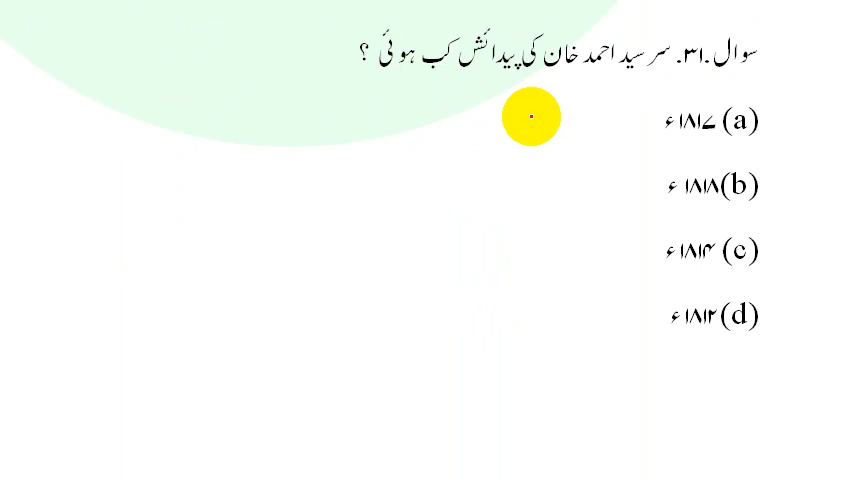 سوال.۳۱. سر سید احمد خان کی پیدائش کب ہوئی ؟
(a) ۱۸۱۷ء
(b) ۱۸۱۸ء
(c) ۱۸۱۴ء
(d) ۱۸۱۲ء